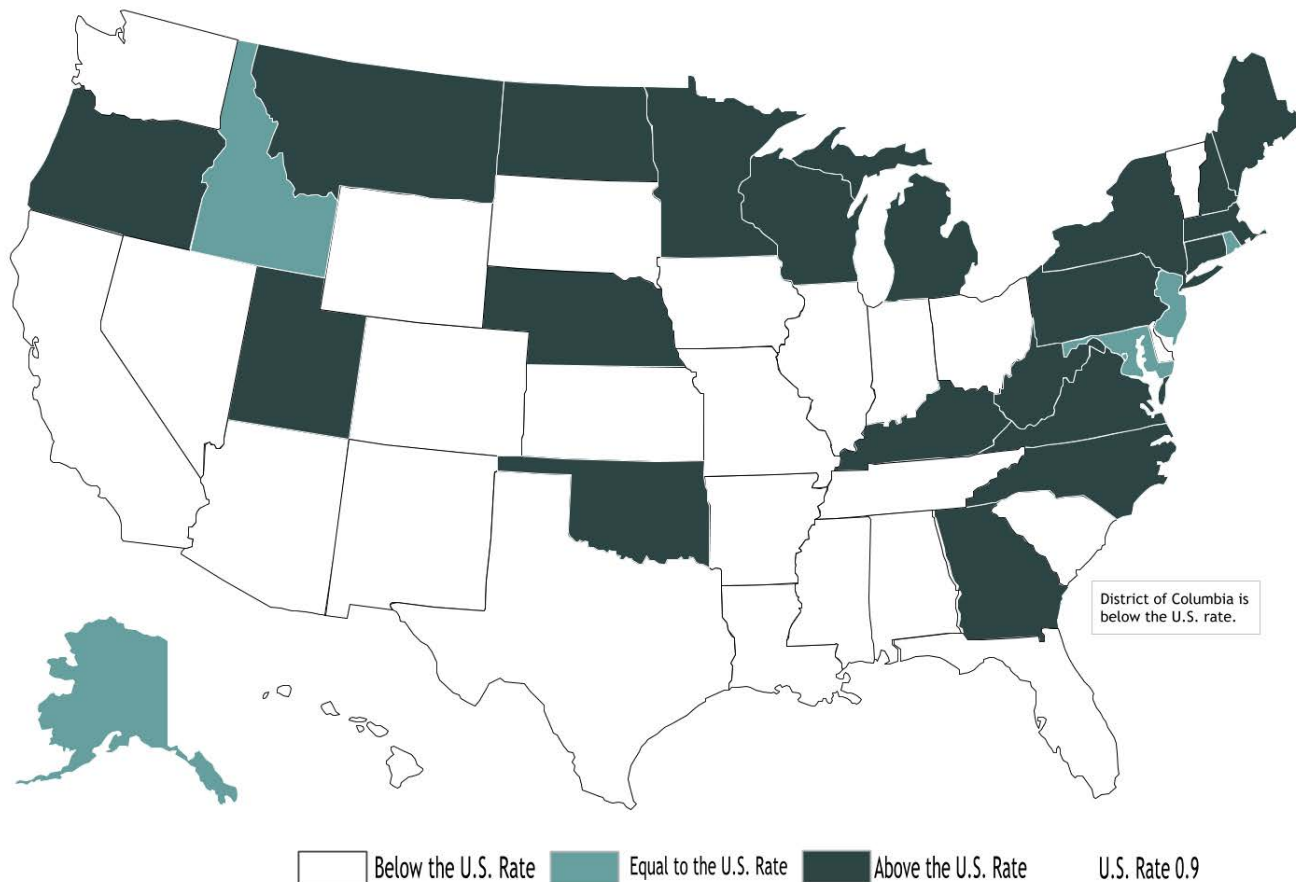 District of Columbia is
below the U.S. rate.
Below the U.S. Rate Equal to the U.S. Rate Above the U.S. Rate U.S. Rate 0.9